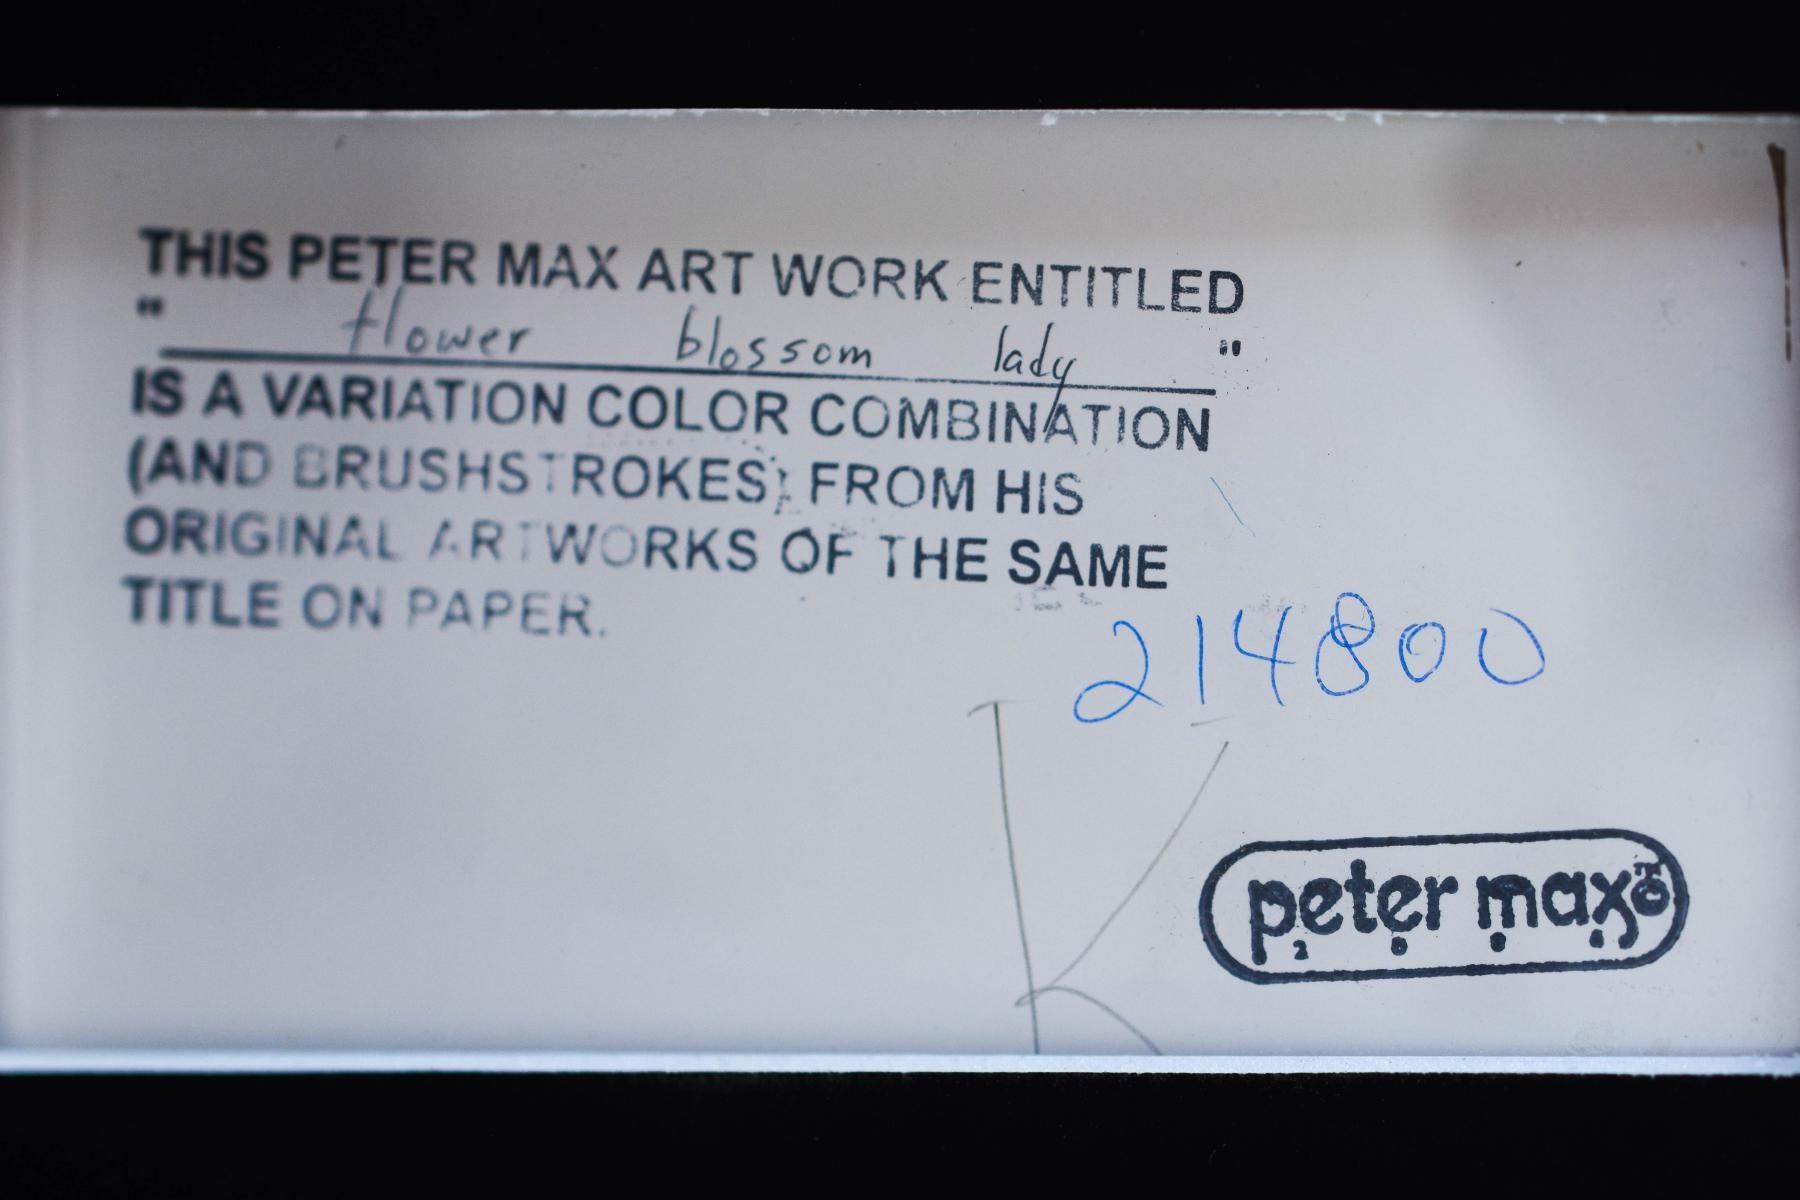 THIS PETER MAX ART WORK ENTITLED
" flower blossom lady "
IS A VARIATION COLOR COMBINATION
(AND BRUSHSTROKES) FROM HIS
ORIGINAL ARTWORKS OF THE SAME
TITLE ON PAPER.
214800
K
peter max